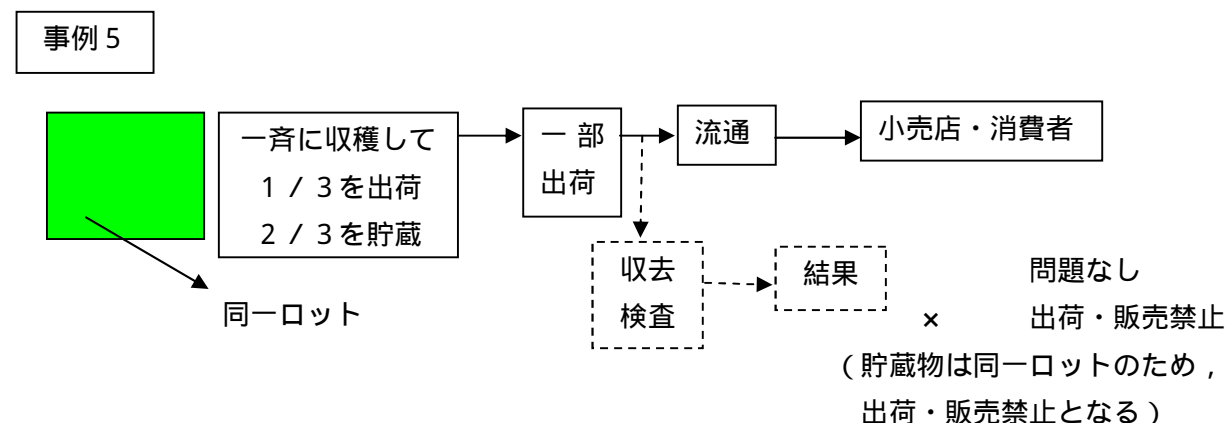 事例５
一斉に収穫して
１／３を出荷
２／３を貯蔵
一 部
出荷
流通
小売店・消費者
同一ロット
収去
検査
結果
問題なし
× 出荷・販売禁止
（貯蔵物は同一ロットのため，
出荷・販売禁止となる）